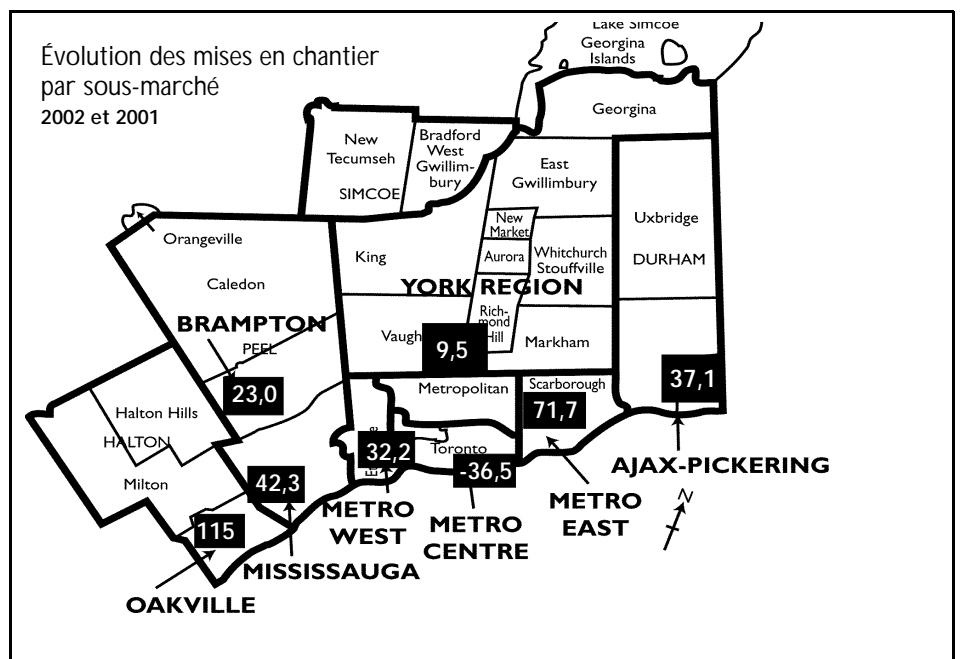 Évolution des mises en chantier
par sous-marché
2002 et 2001
Lake Simcoe
Georgina
Islands
Georgina
New
Tecumseh
SIMCOE
Bradford
West
Gwillim-
bury
East
Gwillimbury
Uxbridge
DURHAM
New
Market
Aurora
Whitchurch
Stouffville
Orangeville
Caledon
King
YORK REGION
BRAMPTON
PEEL
Rich-
mond
Hill
Vaugh
9,5
Markham
23,0
Metropolitan
Scarborough
37,1
71,7
Halton Hills
HALTON
Milton
32,2
Toronto
-36,5
42,3
115
AJAX-PICKERING
METRO
EAST
METRO
WEST
METRO
CENTRE
N
MISSISSAUGA
OAKVILLE